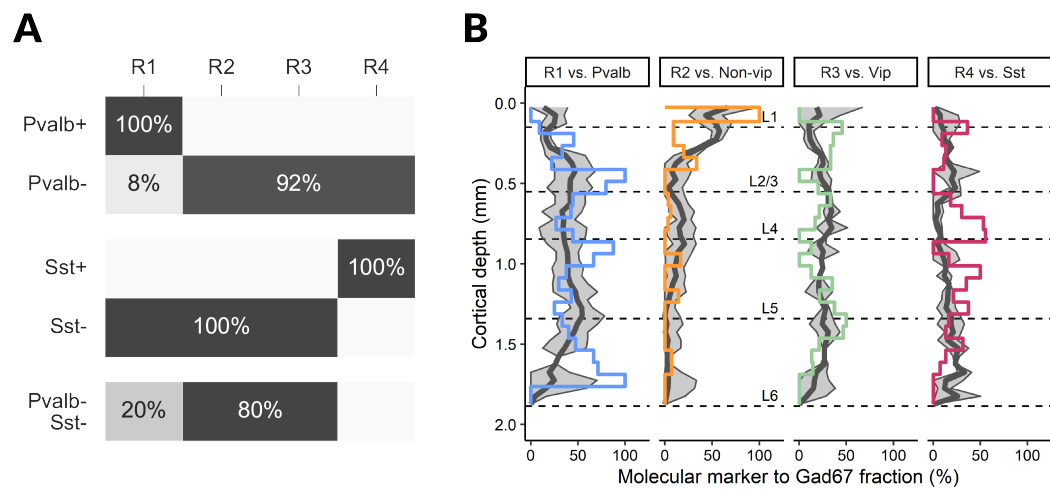 A
R1 R2 R3 R4
Pvalb+ 100%
Pvalb- 8% 92%
Sst+ 100%
Sst- 100%
Pvalb-
Sst- 20% 80%
B
R1 vs. Pvalb R2 vs. Non-vip R3 vs. Vip R4 vs. Sst
Cortical depth (mm)
0.0
0.5
1.0
1.5
2.0
L1
L2/3
L4
L5
L6
0 50 100 0 50 100 0 50 100 0 50 100
Molecular marker to Gad67 fraction (%)